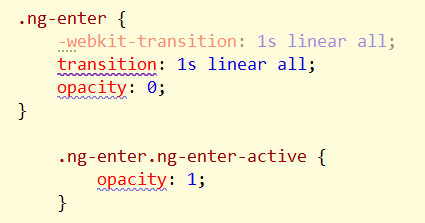 .ng-enter {
-webkit-transition: 1s linear all;
transition: 1s linear all;
opacity: 0;
}
.ng-enter.ng-enter-active {
opacity: 1;
}